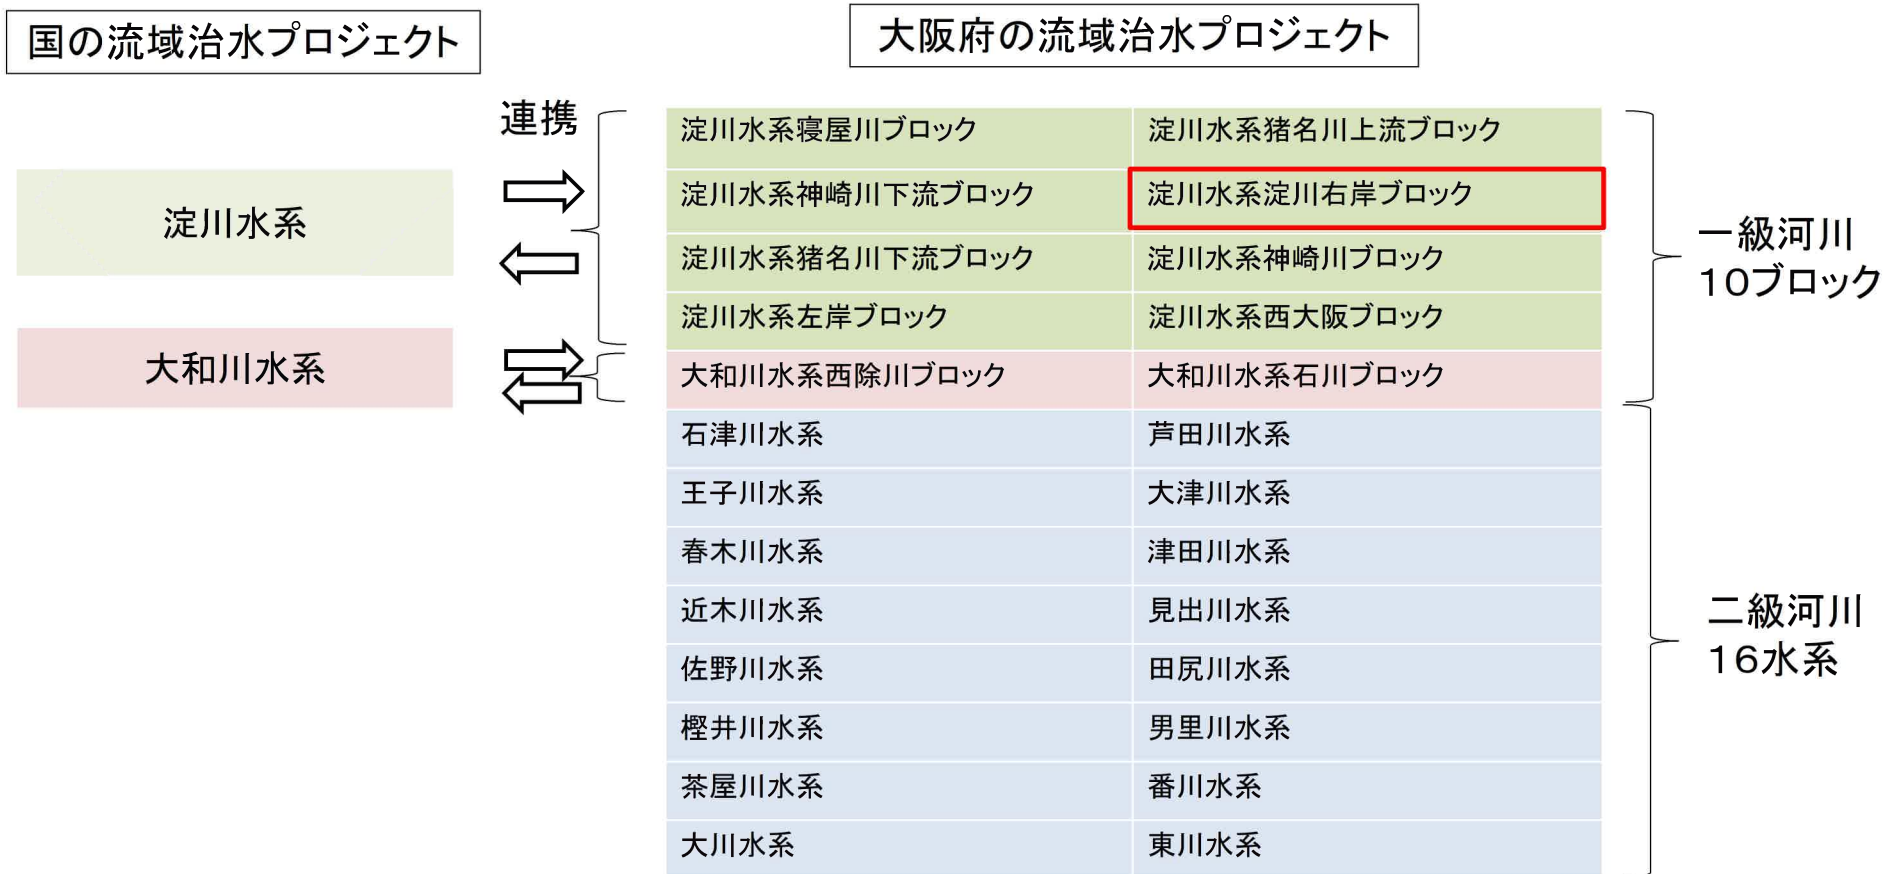 国の流域治水プロジェクト
大阪府の流域治水プロジェクト
連携
淀川水系
大和川水系
淀川水系寝屋川ブロック
淀川水系猪名川上流ブロック
淀川水系神崎川下流ブロック
淀川水系淀川右岸ブロック
淀川水系猪名川下流ブロック
淀川水系神崎川ブロック
淀川水系左岸ブロック
淀川水系西大阪ブロック
大和川水系西除川ブロック
大和川水系石川ブロック
石津川水系
芦田川水系
王子川水系
大津川水系
春木川水系
津田川水系
近木川水系
見出川水系
佐野川水系
田尻川水系
樫井川水系
男里川水系
茶屋川水系
番川水系
大川水系
東川水系
一級河川
10ブロック
二級河川
16水系